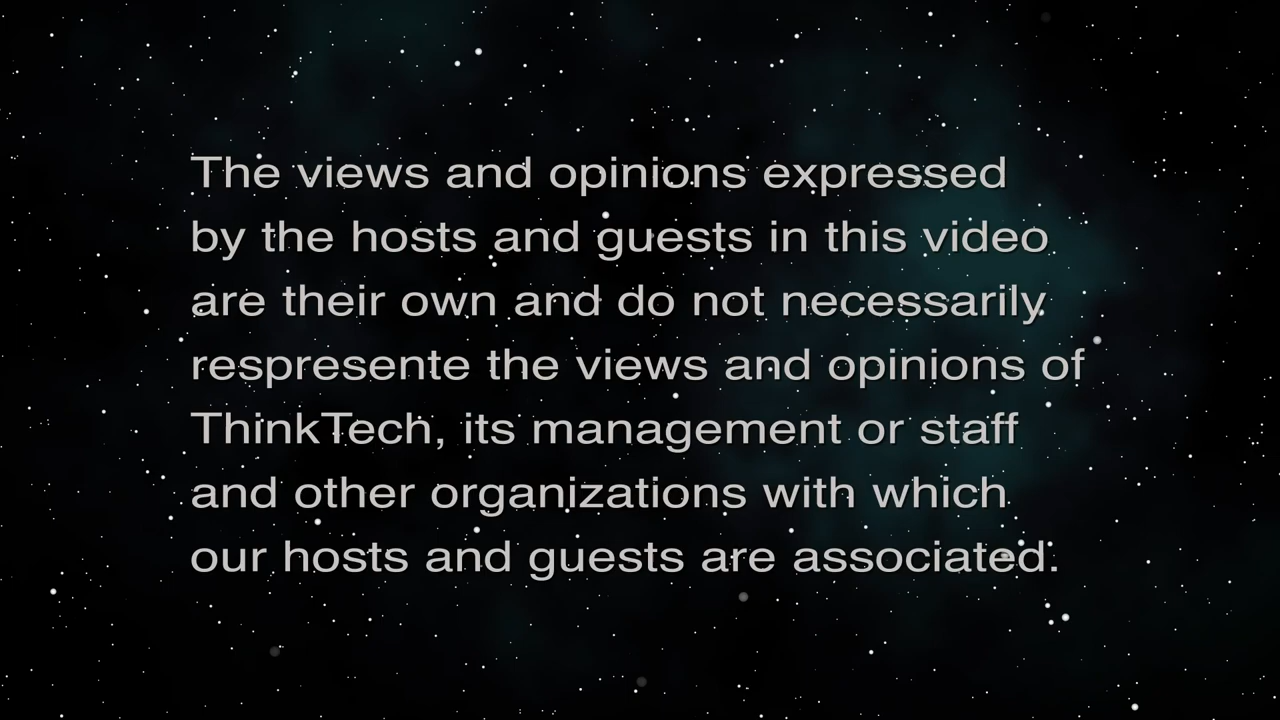 The views and opinions expressed
by the hosts and guests in this video
are their own and do not necessarily
respresente the views and opinions of
ThinkTech, its management or staff
and other organizations with which
our hosts and guests are associated.